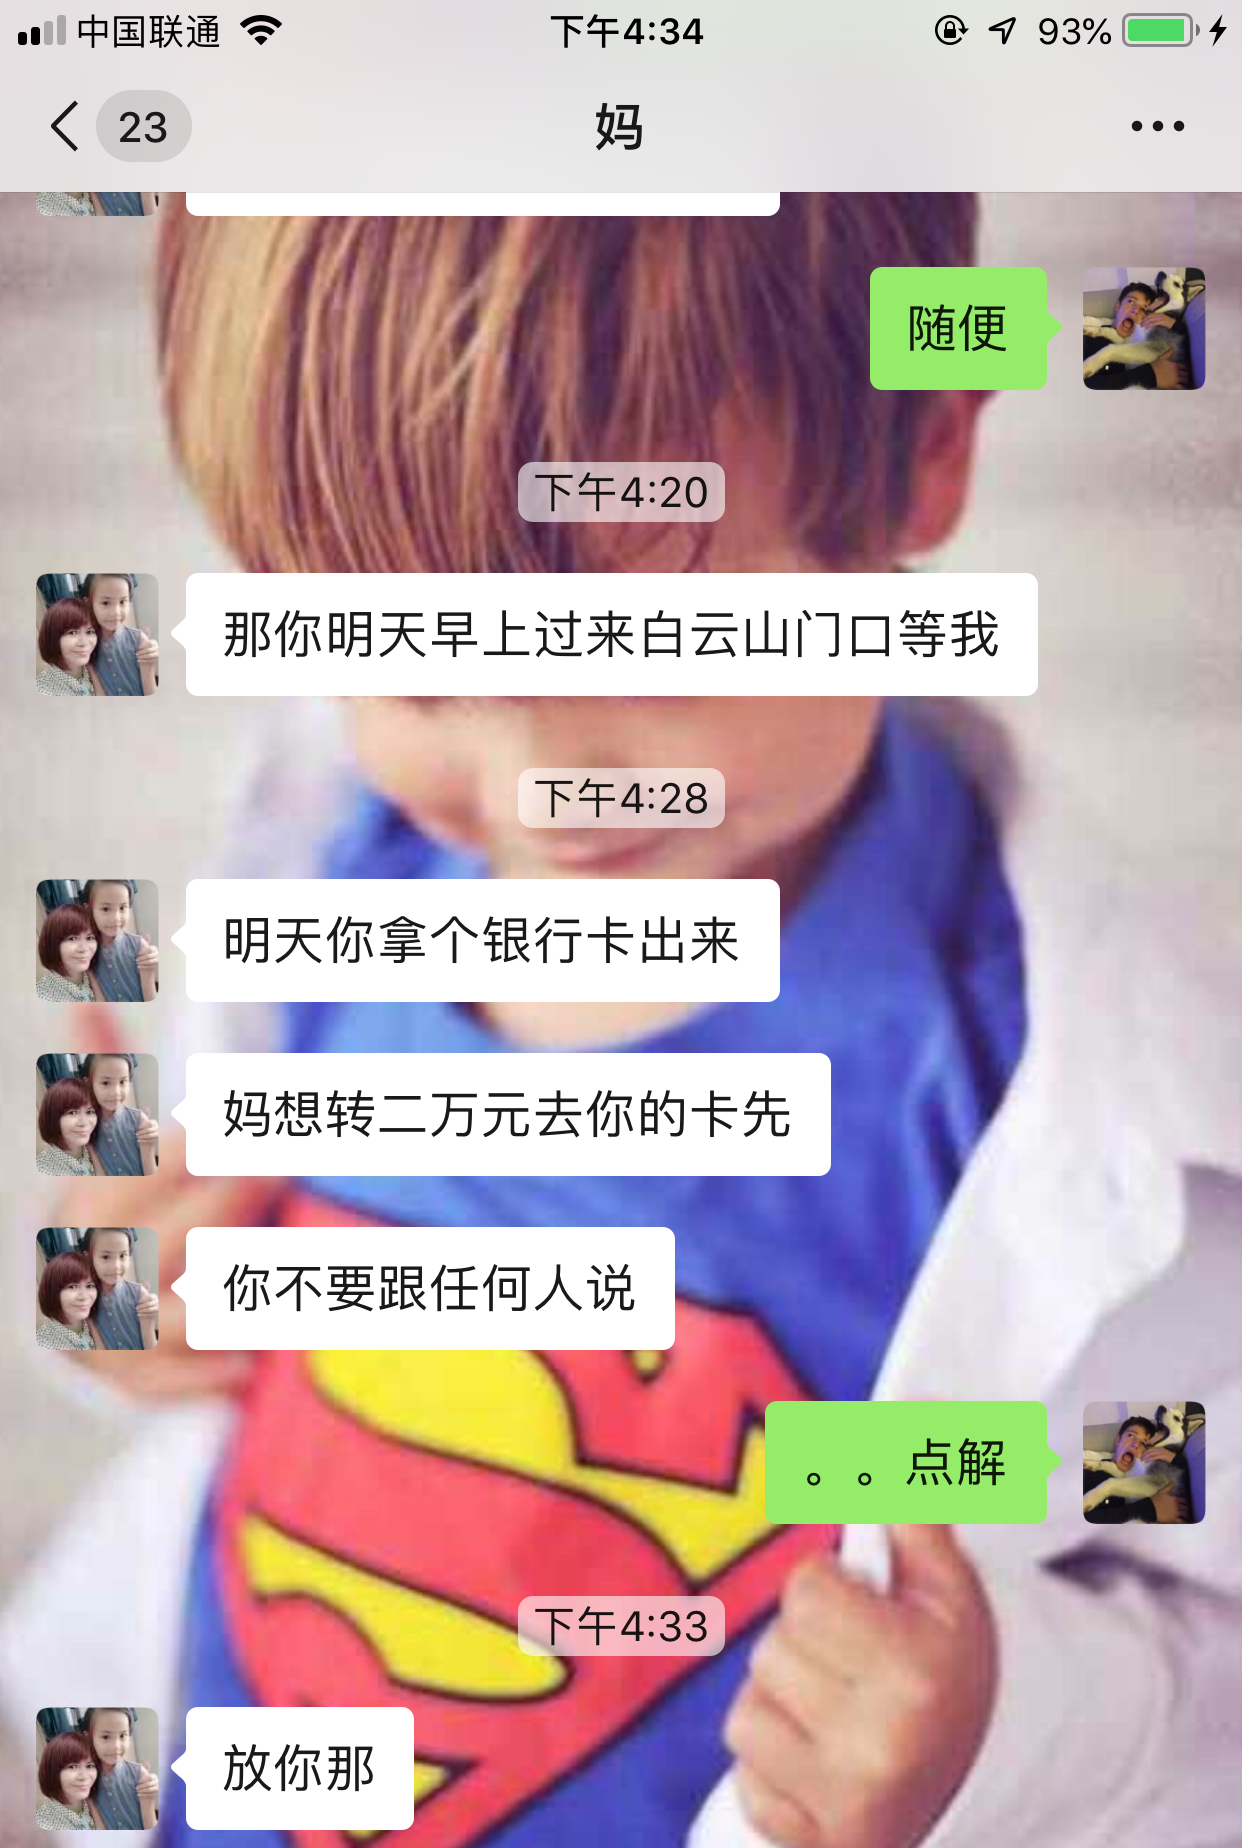 中国联通
下午4:34
93%
23
妈
随便
下午4:20
那你明天早上过来白云山门口等我
下午4:28
明天你拿个银行卡出来
妈想转二万元去你的卡先
你不要跟任何人说
。。点解
下午4:33
放你那